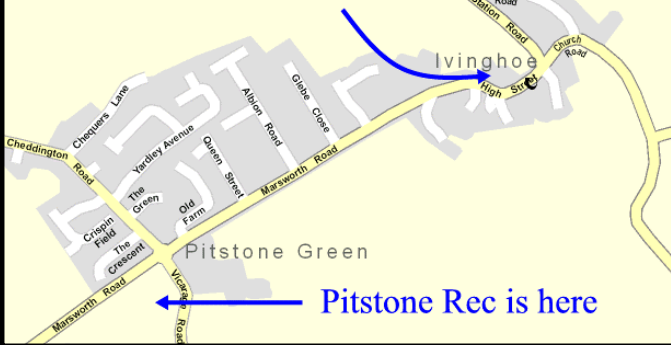 Road
Station Road
Church
Road
Ivinghoe
High Street
Chequers Lane
Glebe Close
Albion Road
Cheddington Road
Yardley Avenue
Queen Street
Marsworth Road
The
Green
Old
Farm
Crispin
Field
The
Crescent
Pitstone Green
Marsworth Road
Vicarage Road
Pitstone Rec is here